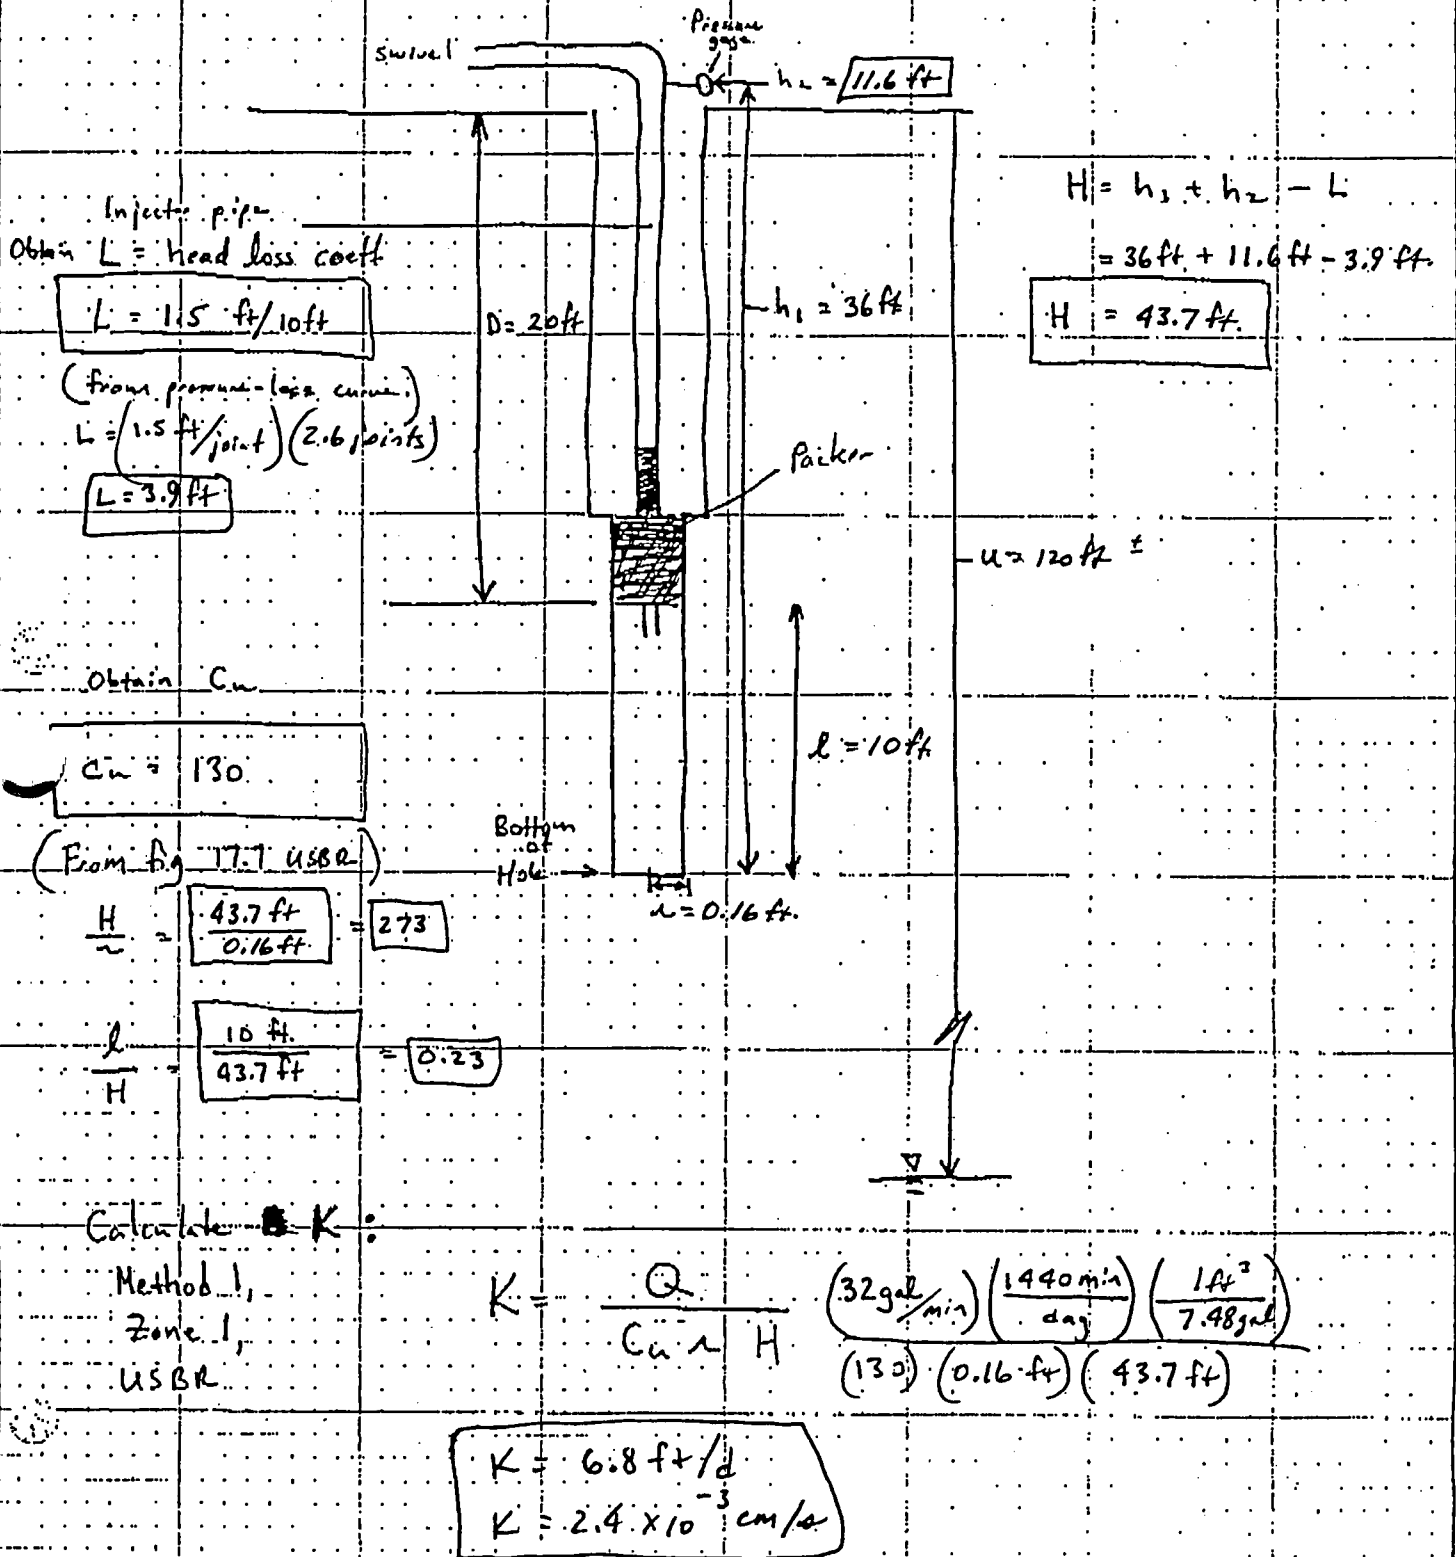 Pressure
gage
swivel
h₂ = 11.6 ft
H = h₁ + h₂ - L
Injector pipe
Obtain L = head loss coeff
= 36 ft + 11.6 ft - 3.9 ft.
L = 1.5 ft/10ft
D = 20ft
h₁ = 36 ft
H = 43.7 ft.
(from pressure-loss curve)
L = (1.5 ft/joint) (2.6 joints)
Packer
L = 3.9 ft
U ≈ 120 ft ±
Obtain Cu
l = 10 ft
Cu = 130
Bottom
of
Hole
(From fig 17.7 USBR)
r = 0.16 ft.
H/r = 43.7 ft / 0.16 ft = 273
l/H = 10 ft. / 43.7 ft = 0.23
Calculate K :
Method 1,
Zone 1,
USBR
K = Q / Cu r H
(32 gal/min) (1440 min/day) (1 ft³/7.48 gal)
(130) (0.16 ft) (43.7 ft)
K = 6.8 ft/d
K = 2.4 x 10⁻³ cm/s